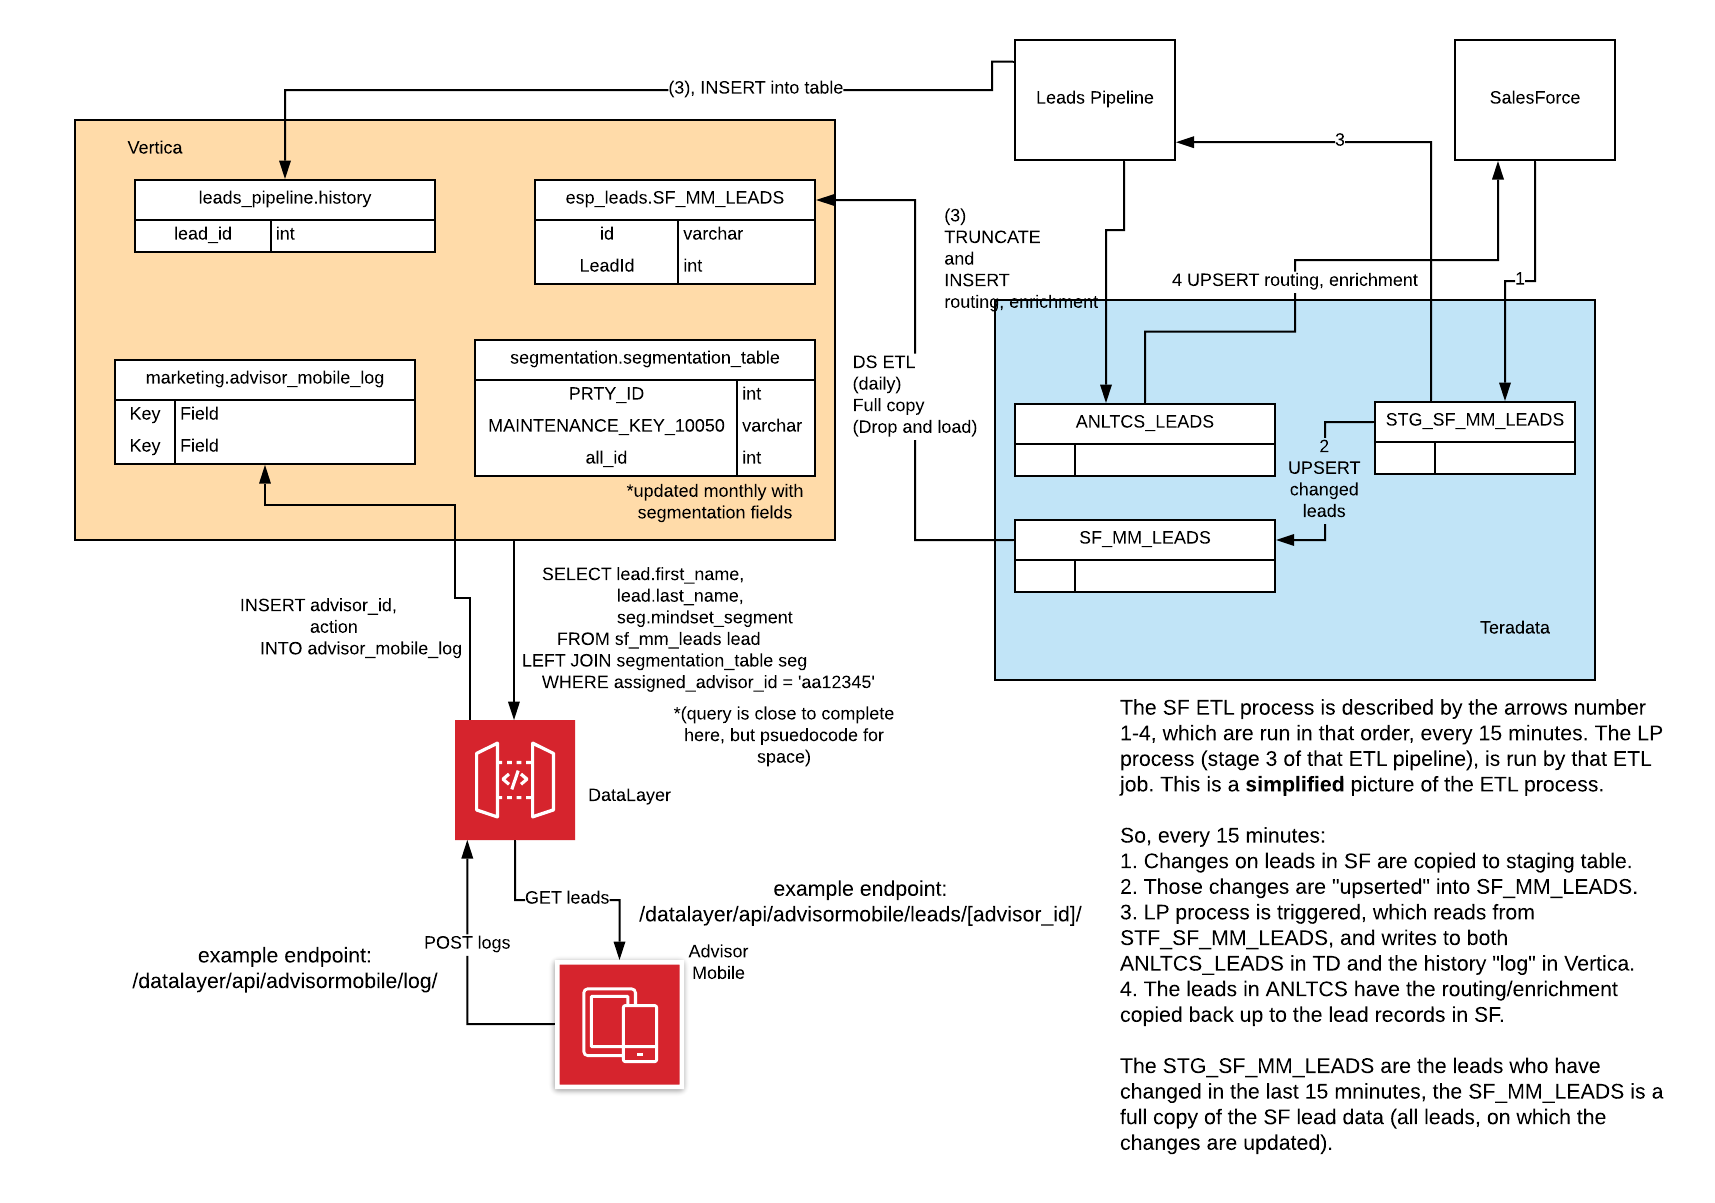 (3), INSERT into table
Leads Pipeline
SalesForce
3
Vertica
leads_pipeline.history
lead_id int
esp_leads.SF_MM_LEADS
id varchar
LeadId int
(3)
TRUNCATE
and
INSERT
routing, enrichment
4 UPSERT routing, enrichment
1
segmentation.segmentation_table
PRTY_ID int
MAINTENANCE_KEY_10050 varchar
all_id int
*updated monthly with
segmentation fields
marketing.advisor_mobile_log
Key Field
Key Field
DS ETL
(daily)
Full copy
(Drop and load)
ANLTCS_LEADS
STG_SF_MM_LEADS
2
UPSERT
changed
leads
SF_MM_LEADS
Teradata
INSERT advisor_id,
action
INTO advisor_mobile_log
SELECT lead.first_name,
lead.last_name,
seg.mindset_segment
FROM sf_mm_leads lead
LEFT JOIN segmentation_table seg
WHERE assigned_advisor_id = 'aa12345'
*(query is close to complete
here, but psuedocode for
space)
DataLayer
GET leads
example endpoint:
/datalayer/api/advisormobile/leads/[advisor_id]/
POST logs
example endpoint:
/datalayer/api/advisormobile/log/
Advisor
Mobile
The SF ETL process is described by the arrows number
1-4, which are run in that order, every 15 minutes. The LP
process (stage 3 of that ETL pipeline), is run by that ETL
job. This is a simplified picture of the ETL process.
So, every 15 minutes:
1. Changes on leads in SF are copied to staging table.
2. Those changes are "upserted" into SF_MM_LEADS.
3. LP process is triggered, which reads from
STF_SF_MM_LEADS, and writes to both
ANLTCS_LEADS in TD and the history "log" in Vertica.
4. The leads in ANLTCS have the routing/enrichment
copied back up to the lead records in SF.
The STG_SF_MM_LEADS are the leads who have
changed in the last 15 mninutes, the SF_MM_LEADS is a
full copy of the SF lead data (all leads, on which the
changes are updated).